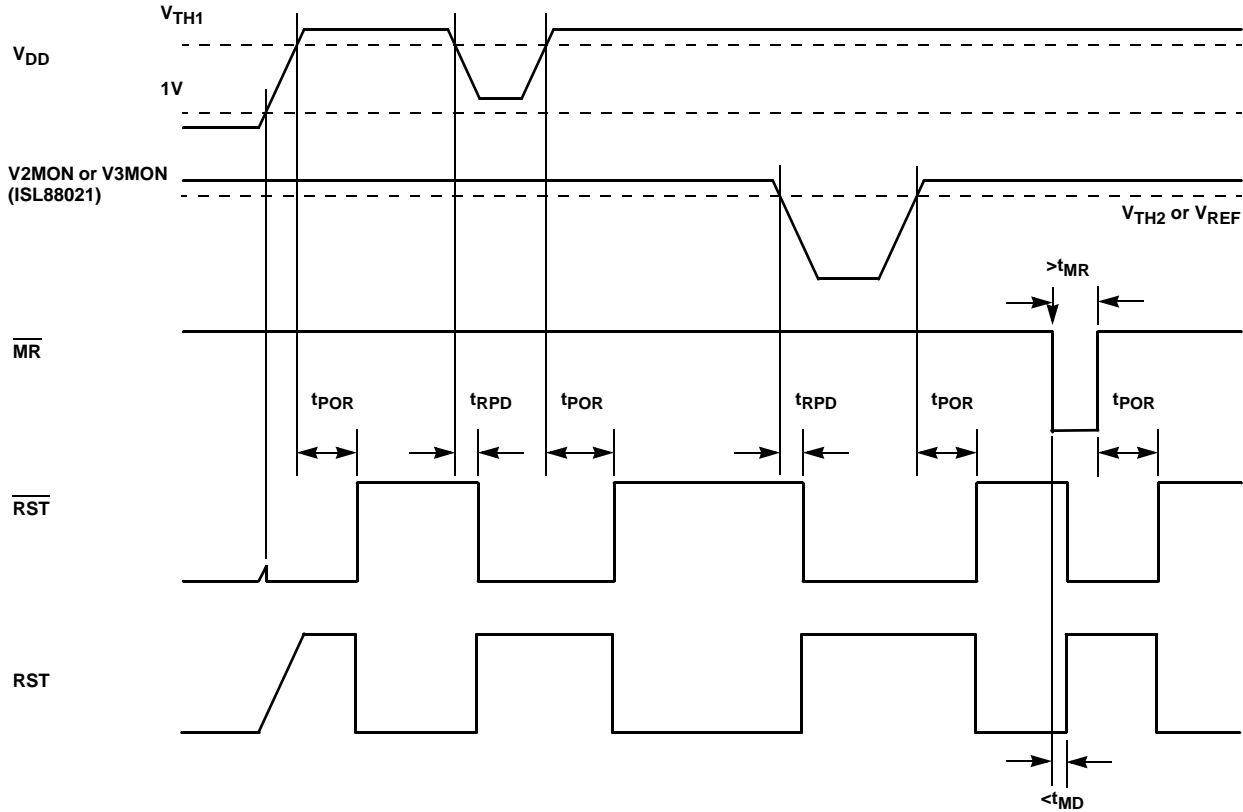 VTH1
VDD
1V
V2MON or V3MON
(ISL88021)
VTH2 or VREF
>tMR
MR
tPOR
tRPD
tPOR
tRPD
tPOR
tPOR
RST
RST
<tMD